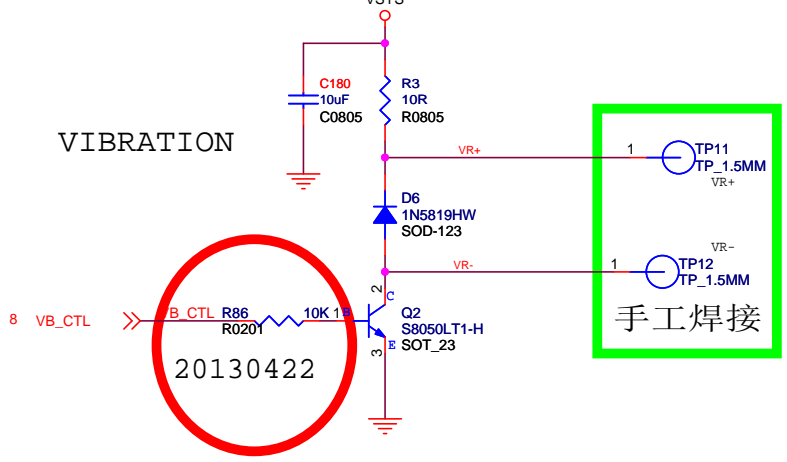 VSYS
C180
10uF
C0805
R3
10R
R0805
VIBRATION
VR+
1
TP11
TP_1.5MM
VR+
D6
1N5819HW
SOD-123
VR-
1
VR-
TP12
TP_1.5MM
手工焊接
8 VB_CTL
VB_CTL
R86
R0201
10K
1
B
2
C
Q2
S8050LT1-H
SOT_23
E
3
20130422